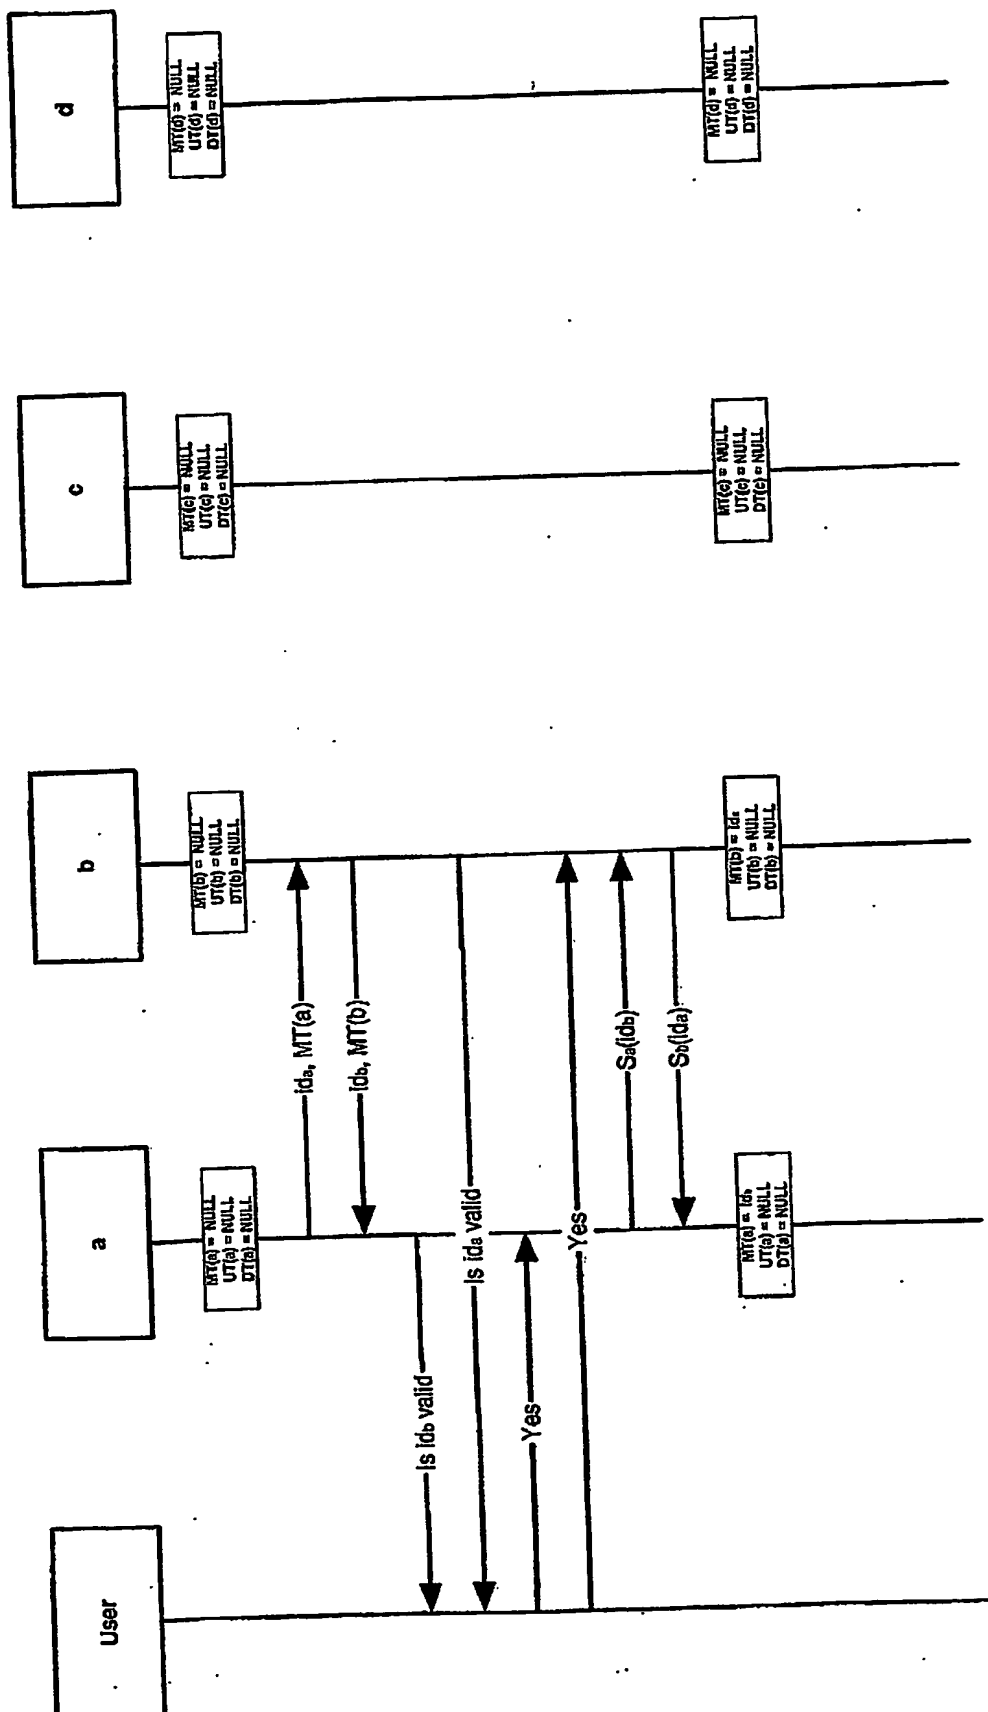 User
a
b
c
d
MT(a) = NULL
UT(a) = NULL
DT(a) = NULL
MT(b) = NULL
UT(b) = NULL
DT(b) = NULL
MT(c) = NULL
UT(c) = NULL
DT(c) = NULL
MT(d) = NULL
UT(d) = NULL
DT(d) = NULL
ida, MT(a)
idb, MT(b)
Is idb valid
Is ida valid
Yes
Yes
Sa(idb)
Sb(ida)
MT(a) = idb
UT(a) = NULL
DT(a) = NULL
MT(b) = ida
UT(b) = NULL
DT(b) = NULL
MT(c) = NULL
UT(c) = NULL
DT(c) = NULL
MT(d) = NULL
UT(d) = NULL
DT(d) = NULL